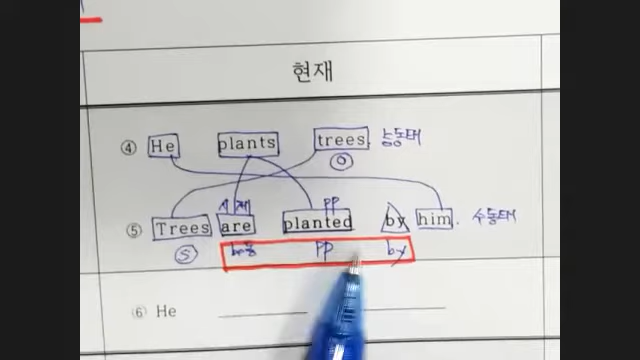 현재
④ He plants trees. 능동태
O
시제 PP
⑤ Trees are planted by him. 수동태
S be동 PP by
⑥ He